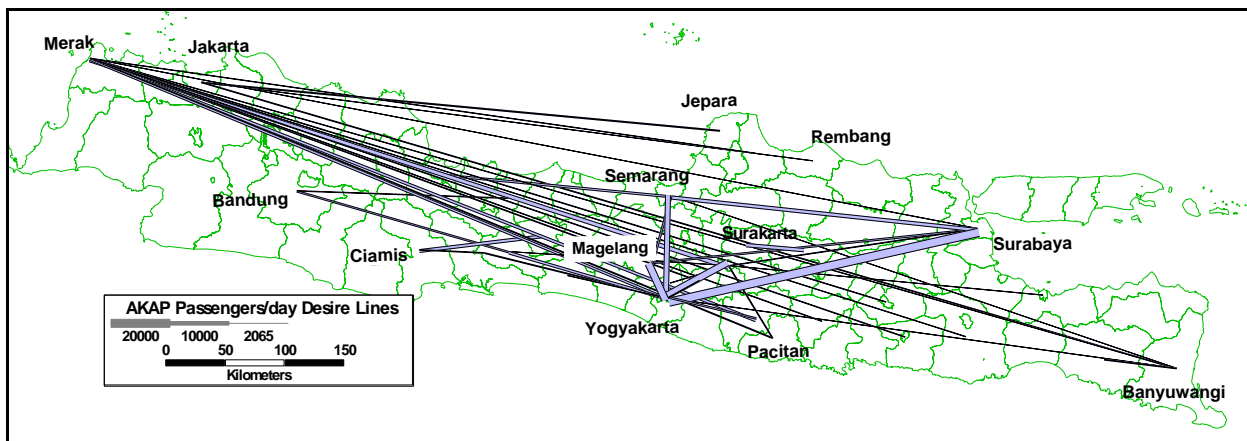 Merak
Jakarta
Jepara
Rembang
Semarang
Bandung
Surakarta
Magelang
Surabaya
Ciamis
Yogyakarta
Pacitan
Banyuwangi
AKAP Passengers/day Desire Lines
20000 10000 2065
0 50 100 150
Kilometers